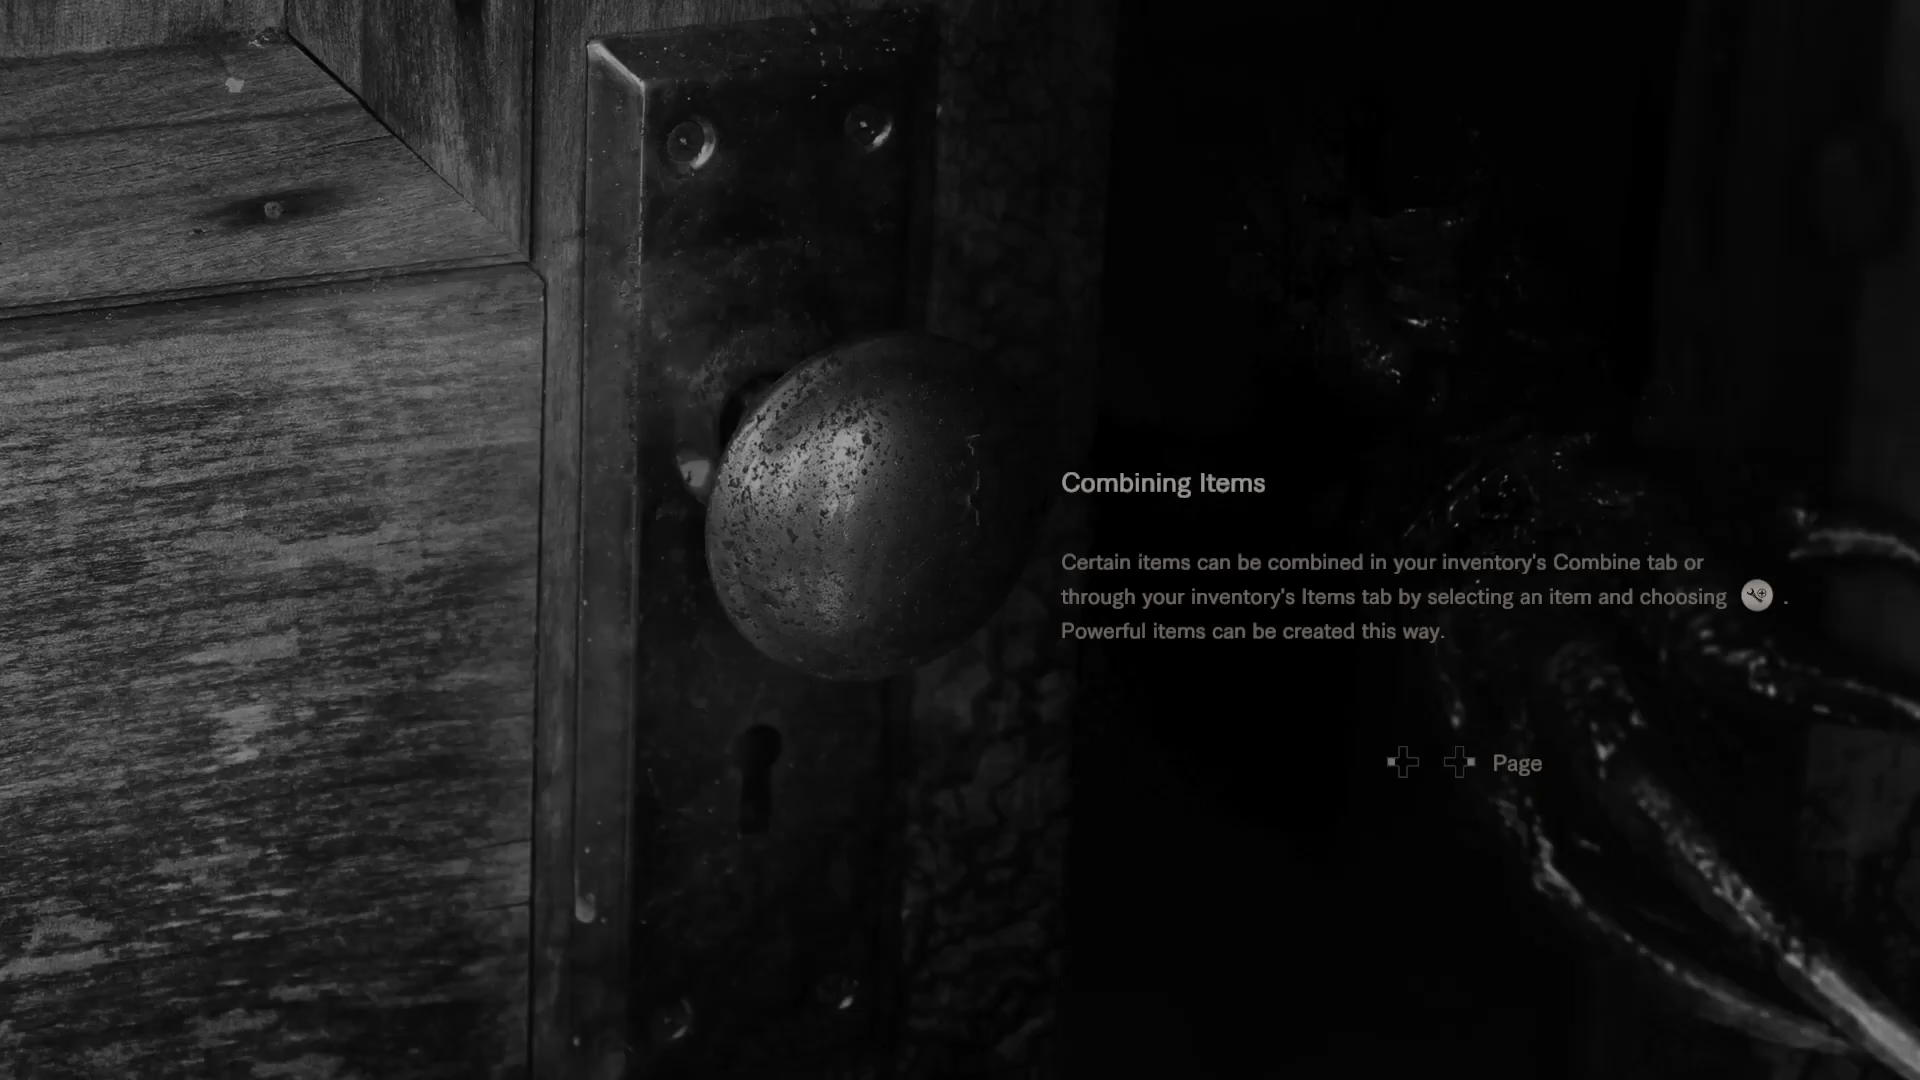 Combining Items
Certain items can be combined in your inventory's Combine tab or
through your inventory's Items tab by selecting an item and choosing .
Powerful items can be created this way.
Page